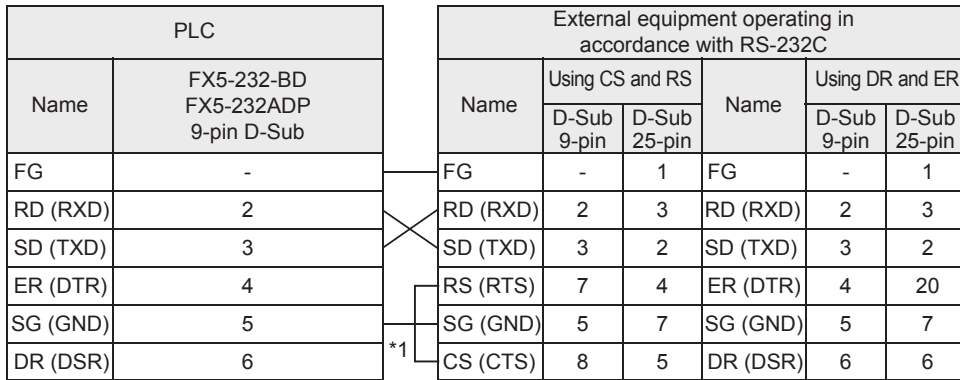 PLC
External equipment operating in
accordance with RS-232C
Name
FX5-232-BD
FX5-232ADP
9-pin D-Sub
Name
Using CS and RS
Name
Using DR and ER
D-Sub
9-pin
D-Sub
25-pin
D-Sub
9-pin
D-Sub
25-pin
FG - FG - 1 FG - 1
RD (RXD) 2 RD (RXD) 2 3 RD (RXD) 2 3
SD (TXD) 3 SD (TXD) 3 2 SD (TXD) 3 2
ER (DTR) 4 RS (RTS) 7 4 ER (DTR) 4 20
SG (GND) 5 SG (GND) 5 7 SG (GND) 5 7
DR (DSR) 6 *1 CS (CTS) 8 5 DR (DSR) 6 6